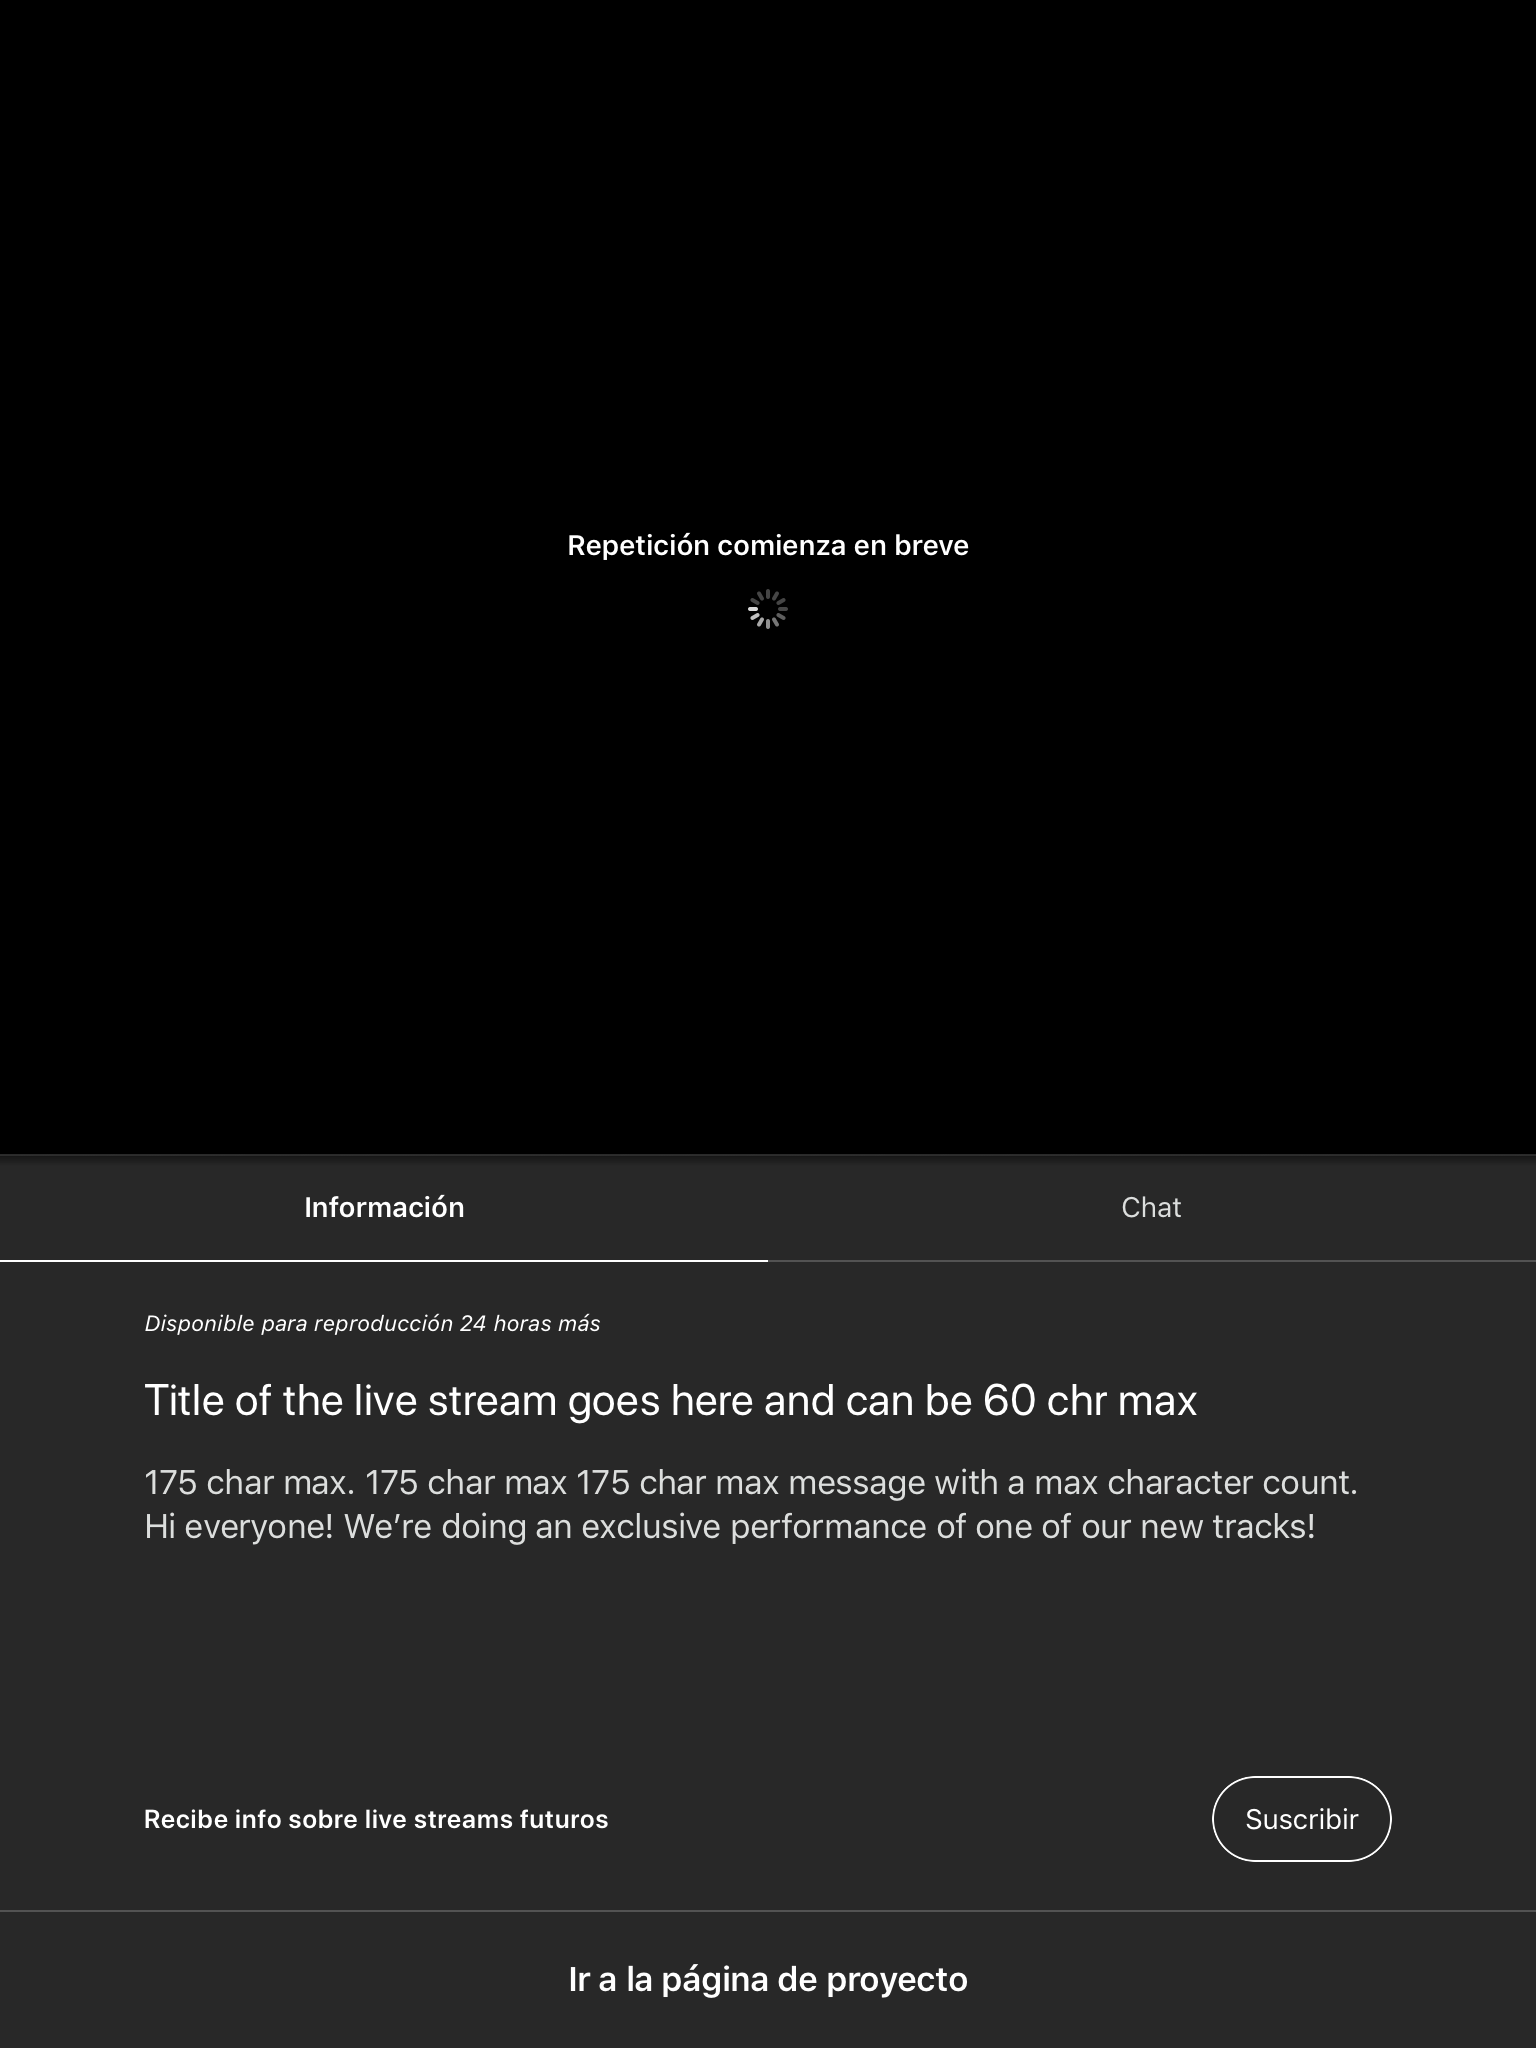 Repetición comienza en breve
Información
Chat
Disponible para reproducción 24 horas más
Title of the live stream goes here and can be 60 chr max
175 char max. 175 char max 175 char max message with a max character count.
Hi everyone! We’re doing an exclusive performance of one of our new tracks!
Recibe info sobre live streams futuros
Suscribir
Ir a la página de proyecto